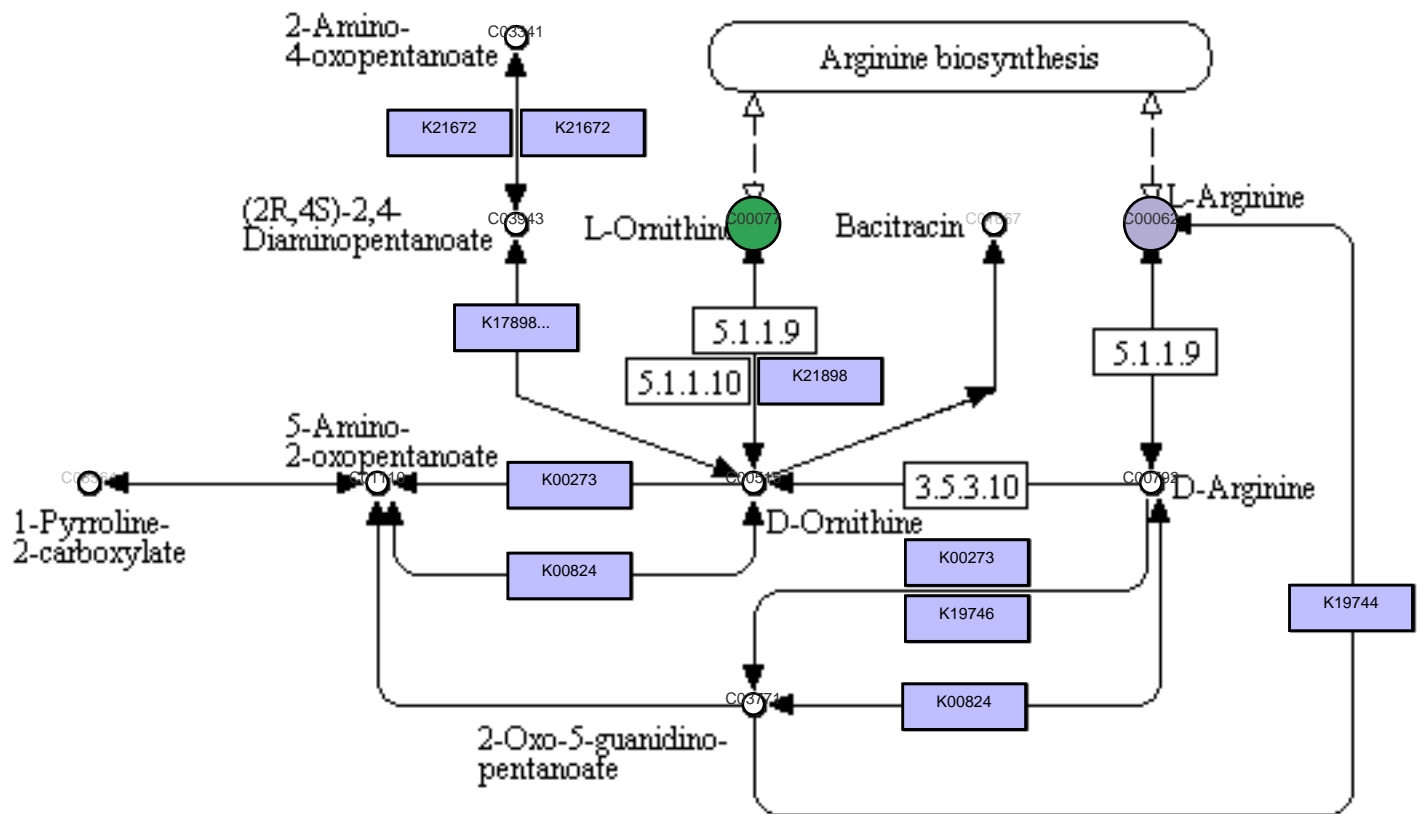 2-Amino-
4-oxopentanoate
C03341
Arginine biosynthesis
K21672
K21672
(2R,4S)-2,4-
Diaminopentanoate
C03943
L-Ornithine
C00077
Bacitracin
L-Arginine
C00062
K17898...
5.1.1.9
5.1.1.10
K21898
5.1.1.9
5-Amino-
2-oxopentanoate
C01110
K00273
C00515
3.5.3.10
C00792
D-Arginine
1-Pyrroline-
2-carboxylate
D-Ornithine
K00824
K00273
K19746
K19744
C03771
K00824
2-Oxo-5-guanidino-
pentanoate